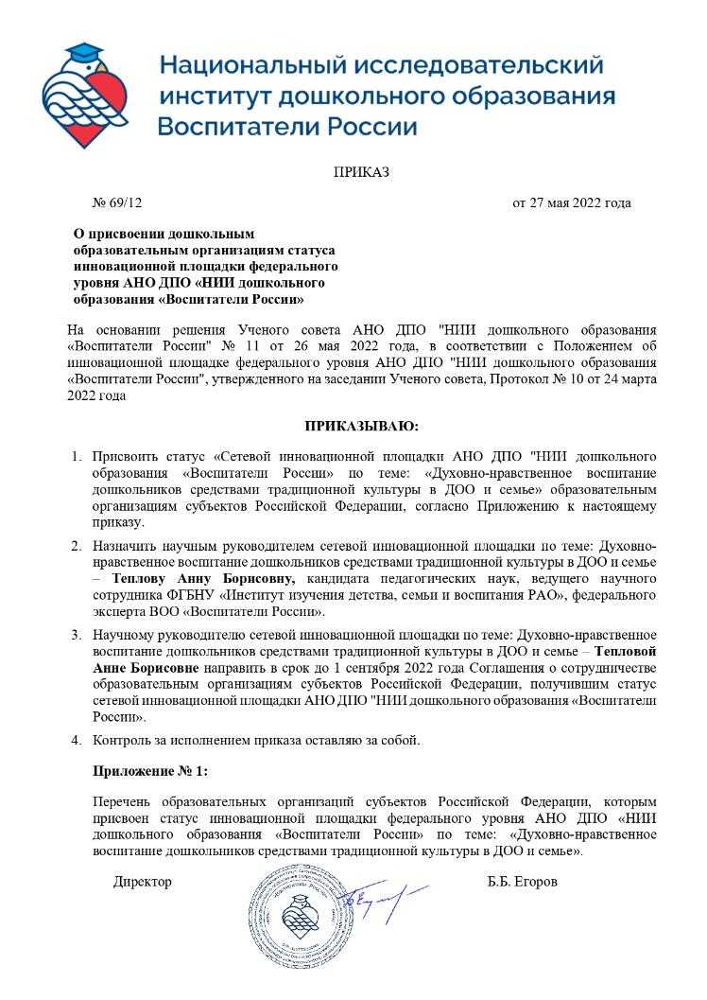 Национальный исследовательский
институт дошкольного образования
Воспитатели России
ПРИКАЗ
№ 69/12 от 27 мая 2022 года
О присвоении дошкольным
образовательным организациям статуса
инновационной площадки федерального
уровня АНО ДПО «НИИ дошкольного
образования «Воспитатели России»
На основании решения Ученого совета АНО ДПО "НИИ дошкольного образования
«Воспитатели России" № 11 от 26 мая 2022 года, в соответствии с Положением об
инновационной площадке федерального уровня АНО ДПО "НИИ дошкольного образования
«Воспитатели России", утвержденного на заседании Ученого совета, Протокол № 10 от 24 марта
2022 года
ПРИКАЗЫВАЮ:
1. Присвоить статус «Сетевой инновационной площадки АНО ДПО "НИИ дошкольного
образования «Воспитатели России» по теме: «Духовно-нравственное воспитание
дошкольников средствами традиционной культуры в ДОО и семье» образовательным
организациям субъектов Российской Федерации, согласно Приложению к настоящему
приказу.
2. Назначить научным руководителем сетевой инновационной площадки по теме: Духовно-
нравственное воспитание дошкольников средствами традиционной культуры в ДОО и семье
– Теплову Анну Борисовну, кандидата педагогических наук, ведущего научного
сотрудника ФГБНУ «Институт изучения детства, семьи и воспитания РАО», федерального
эксперта ВОО «Воспитатели России».
3. Научному руководителю сетевой инновационной площадки по теме: Духовно-нравственное
воспитание дошкольников средствами традиционной культуры в ДОО и семье – Тепловой
Анне Борисовне направить в срок до 1 сентября 2022 года Соглашения о сотрудничестве
образовательным организациям субъектов Российской Федерации, получившим статус
сетевой инновационной площадки АНО ДПО "НИИ дошкольного образования «Воспитатели
России».
4. Контроль за исполнением приказа оставляю за собой.
Приложение № 1:
Перечень образовательных организаций субъектов Российской Федерации, которым
присвоен статус инновационной площадки федерального уровня АНО ДПО «НИИ
дошкольного образования «Воспитатели России» по теме: «Духовно-нравственное
воспитание дошкольников средствами традиционной культуры в ДОО и семье».
Директор Б.Б. Егоров
«Воспитатели России»